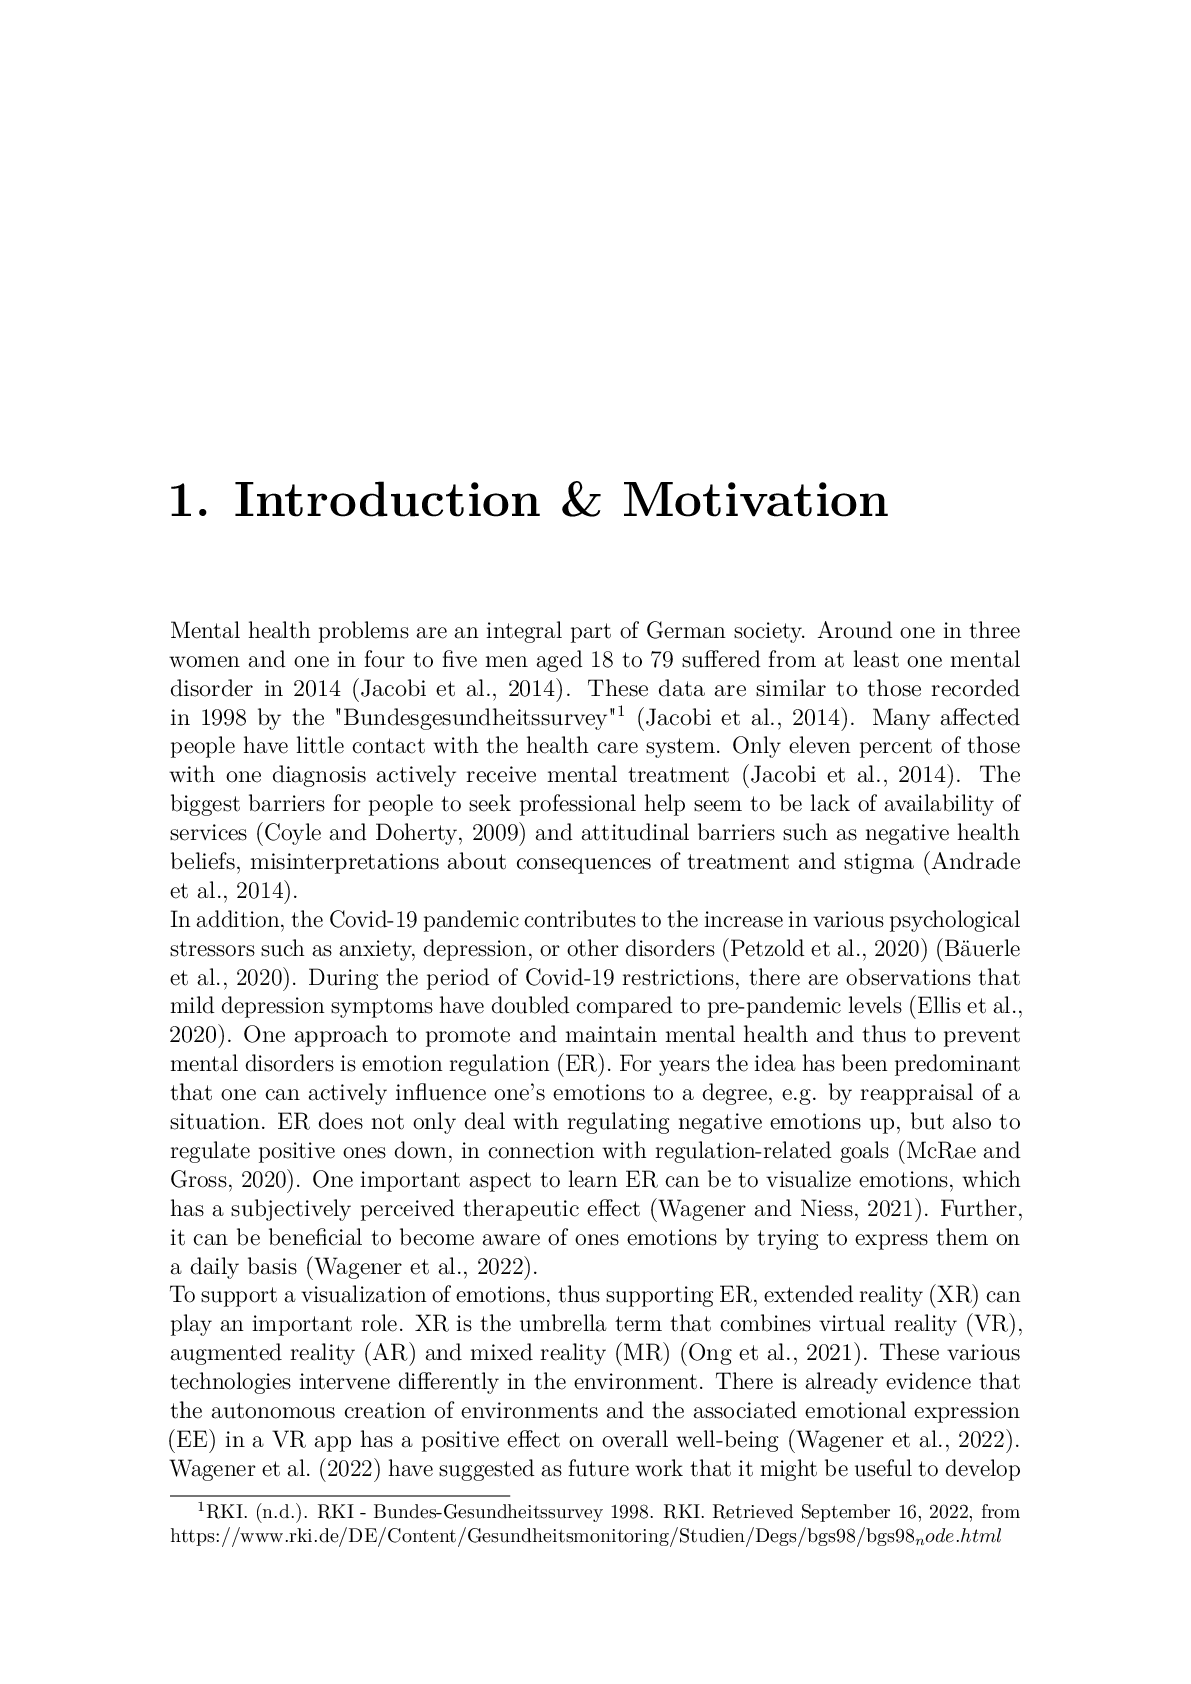 1. Introduction & Motivation
Mental health problems are an integral part of German society. Around one in three
women and one in four to five men aged 18 to 79 suffered from at least one mental
disorder in 2014 (Jacobi et al., 2014). These data are similar to those recorded
in 1998 by the "Bundesgesundheitssurvey"1 (Jacobi et al., 2014). Many affected
people have little contact with the health care system. Only eleven percent of those
with one diagnosis actively receive mental treatment (Jacobi et al., 2014). The
biggest barriers for people to seek professional help seem to be lack of availability of
services (Coyle and Doherty, 2009) and attitudinal barriers such as negative health
beliefs, misinterpretations about consequences of treatment and stigma (Andrade
et al., 2014).
In addition, the Covid-19 pandemic contributes to the increase in various psychological
stressors such as anxiety, depression, or other disorders (Petzold et al., 2020) (Bäuerle
et al., 2020). During the period of Covid-19 restrictions, there are observations that
mild depression symptoms have doubled compared to pre-pandemic levels (Ellis et al.,
2020). One approach to promote and maintain mental health and thus to prevent
mental disorders is emotion regulation (ER). For years the idea has been predominant
that one can actively influence one's emotions to a degree, e.g. by reappraisal of a
situation. ER does not only deal with regulating negative emotions up, but also to
regulate positive ones down, in connection with regulation-related goals (McRae and
Gross, 2020). One important aspect to learn ER can be to visualize emotions, which
has a subjectively perceived therapeutic effect (Wagener and Niess, 2021). Further,
it can be beneficial to become aware of ones emotions by trying to express them on
a daily basis (Wagener et al., 2022).
To support a visualization of emotions, thus supporting ER, extended reality (XR) can
play an important role. XR is the umbrella term that combines virtual reality (VR),
augmented reality (AR) and mixed reality (MR) (Ong et al., 2021). These various
technologies intervene differently in the environment. There is already evidence that
the autonomous creation of environments and the associated emotional expression
(EE) in a VR app has a positive effect on overall well-being (Wagener et al., 2022).
Wagener et al. (2022) have suggested as future work that it might be useful to develop
1RKI. (n.d.). RKI - Bundes-Gesundheitssurvey 1998. RKI. Retrieved September 16, 2022, from
https://www.rki.de/DE/Content/Gesundheitsmonitoring/Studien/Degs/bgs98/bgs98node.html